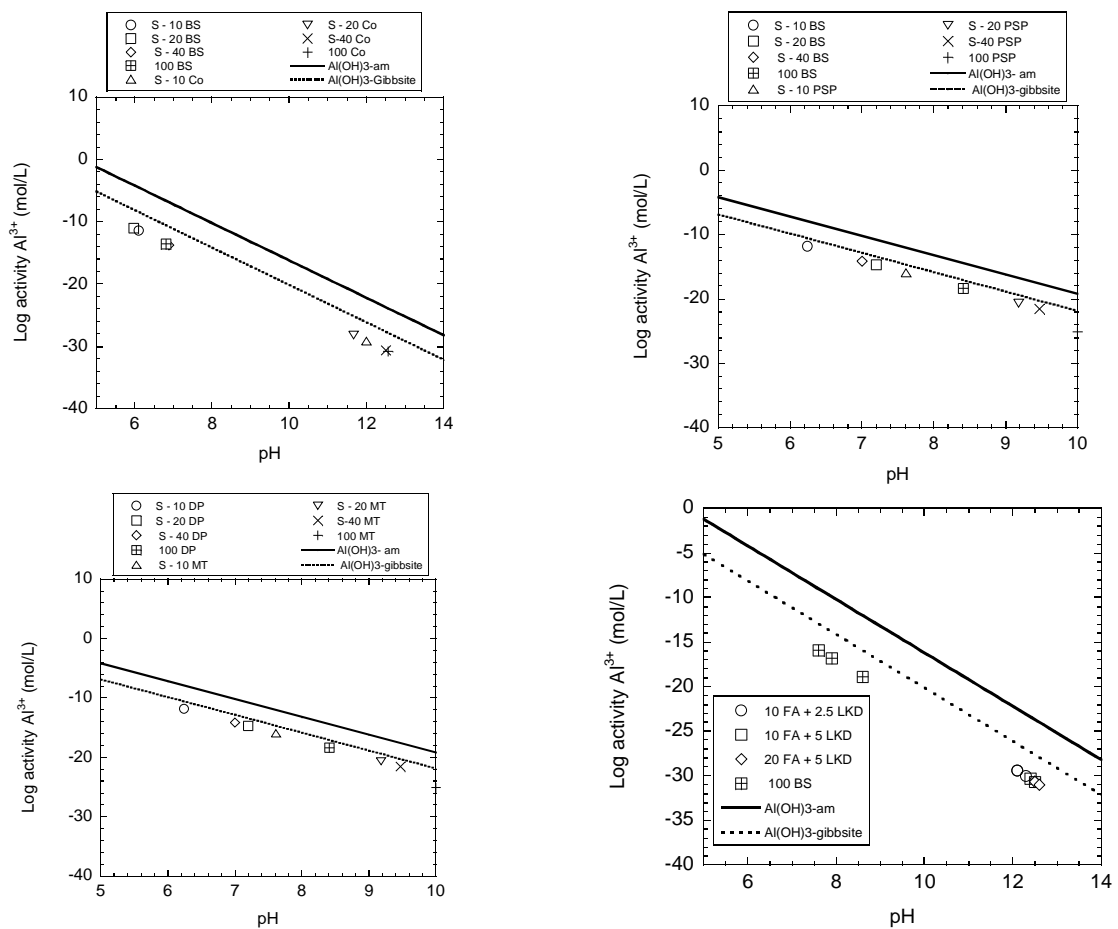 S - 10 BS
S - 20 BS
S - 40 BS
100 BS
S - 10 Co
S - 20 Co
S-40 Co
100 Co
Al(OH)3-am
Al(OH)3-Gibbsite
10
0
-10
-20
-30
-40
Log activity Al³⁺ (mol/L)
6 8 10 12 14
pH
S - 10 BS
S - 20 BS
S - 40 BS
100 BS
S - 10 PSP
S - 20 PSP
S-40 PSP
100 PSP
Al(OH)3- am
Al(OH)3-gibbsite
10
0
-10
-20
-30
-40
Log activity Al³⁺ (mol/L)
5 6 7 8 9 10
pH
S - 10 DP
S - 20 DP
S - 40 DP
100 DP
S - 10 MT
S - 20 MT
S-40 MT
100 MT
Al(OH)3- am
Al(OH)3-gibbsite
10
0
-10
-20
-30
-40
Log activity Al³⁺ (mol/L)
5 6 7 8 9 10
pH
0
-5
-10
-15
-20
-25
-30
-35
-40
Log activity Al³⁺ (mol/L)
10 FA + 2.5 LKD
10 FA + 5 LKD
20 FA + 5 LKD
100 BS
Al(OH)3-am
Al(OH)3-gibbsite
6 8 10 12 14
pH